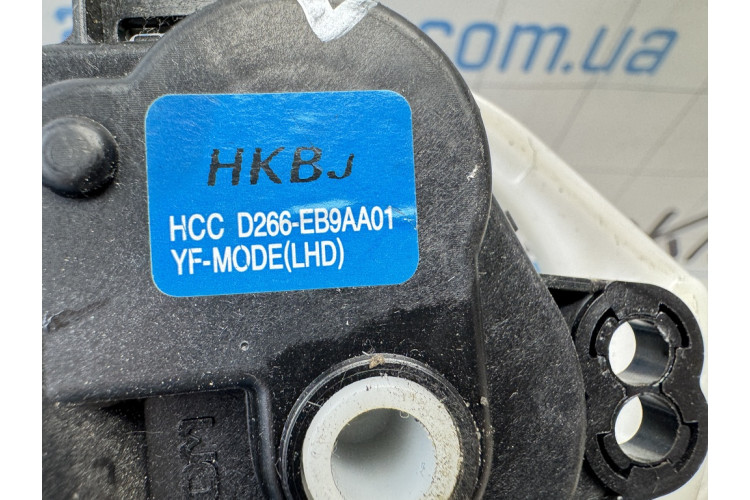 .com.ua
HKBJ
HCC D266-EB9AA01
YF-MODE(LHD)